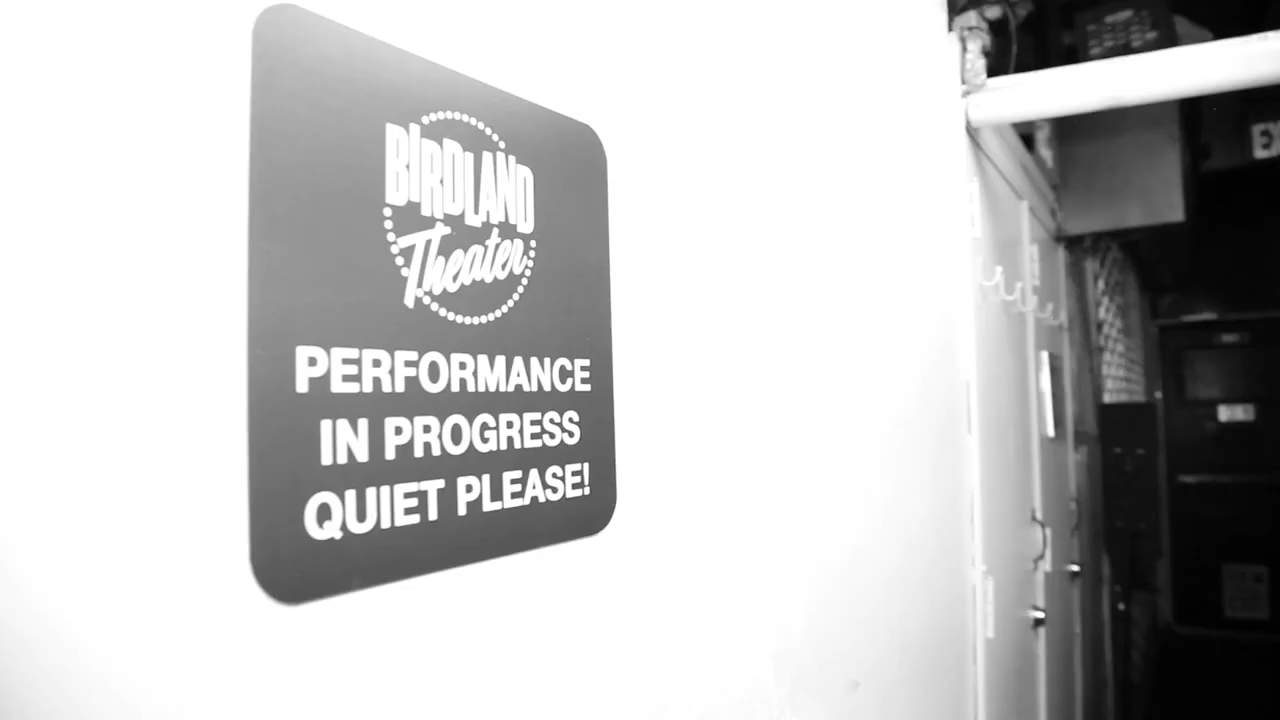 BIRDLAND
Theater
PERFORMANCE
IN PROGRESS
QUIET PLEASE!